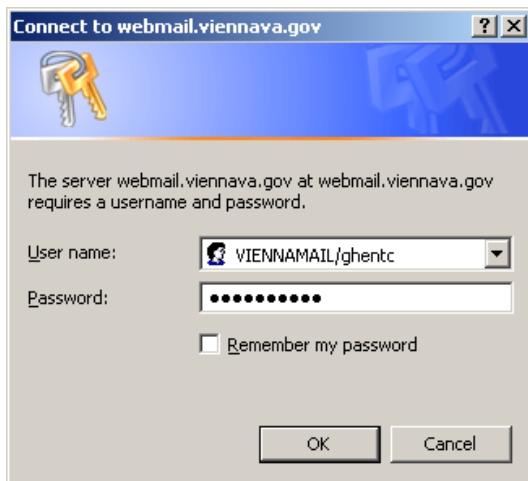 Connect to webmail.viennava.gov
The server webmail.viennava.gov at webmail.viennava.gov
requires a username and password.
User name:
VIENNAMAIL/ghentc
Password:
●●●●●●●●●●
Remember my password
OK
Cancel